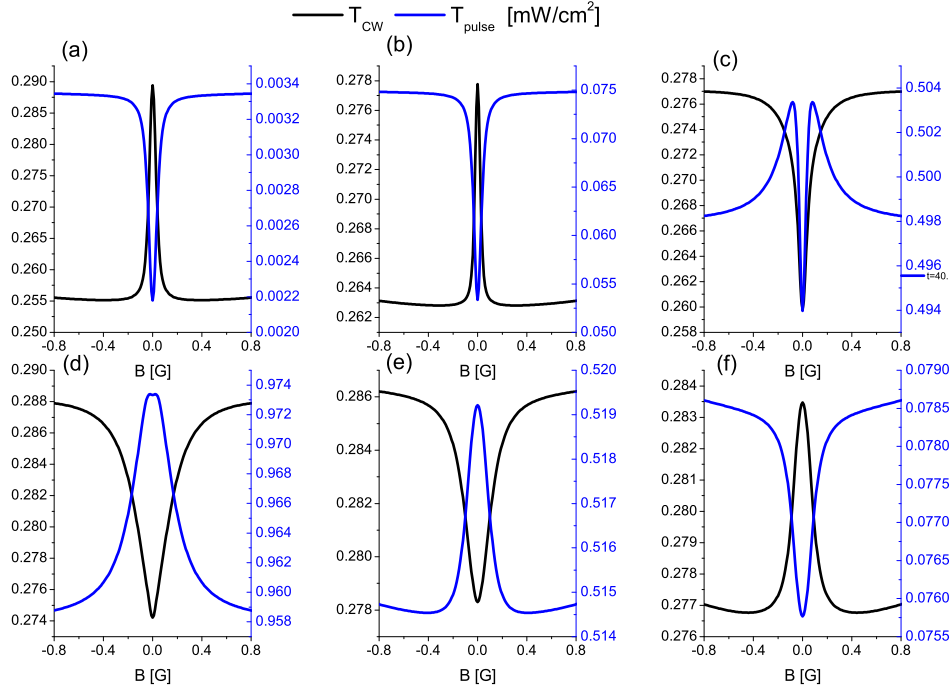 T_CW T_pulse [mW/cm²]
(a) (b) (c)
0.290 0.285 0.280 0.275 0.270 0.265 0.260 0.255 0.250
0.0034 0.0032 0.0030 0.0028 0.0026 0.0024 0.0022 0.0020
-0.8 -0.4 0.0 0.4 0.8
B [G]
0.278 0.276 0.274 0.272 0.270 0.268 0.266 0.264 0.262
0.075 0.070 0.065 0.060 0.055 0.050
-0.8 -0.4 0.0 0.4 0.8
B [G]
0.278 0.276 0.274 0.272 0.270 0.268 0.266 0.264 0.262 0.260 0.258
0.504 0.502 0.500 0.498 0.496 0.494
t=40.
-0.8 -0.4 0.0 0.4 0.8
B [G]
(d) (e) (f)
0.290 0.288 0.286 0.284 0.282 0.280 0.278 0.276 0.274
0.974 0.972 0.970 0.968 0.966 0.964 0.962 0.960 0.958
-0.8 -0.4 0.0 0.4 0.8
B [G]
0.286 0.284 0.282 0.280 0.278
0.520 0.519 0.518 0.517 0.516 0.515 0.514
-0.8 -0.4 0.0 0.4 0.8
B [G]
0.284 0.283 0.282 0.281 0.280 0.279 0.278 0.277 0.276
0.0790 0.0785 0.0780 0.0775 0.0770 0.0765 0.0760 0.0755
-0.8 -0.4 0.0 0.4 0.8
B [G]